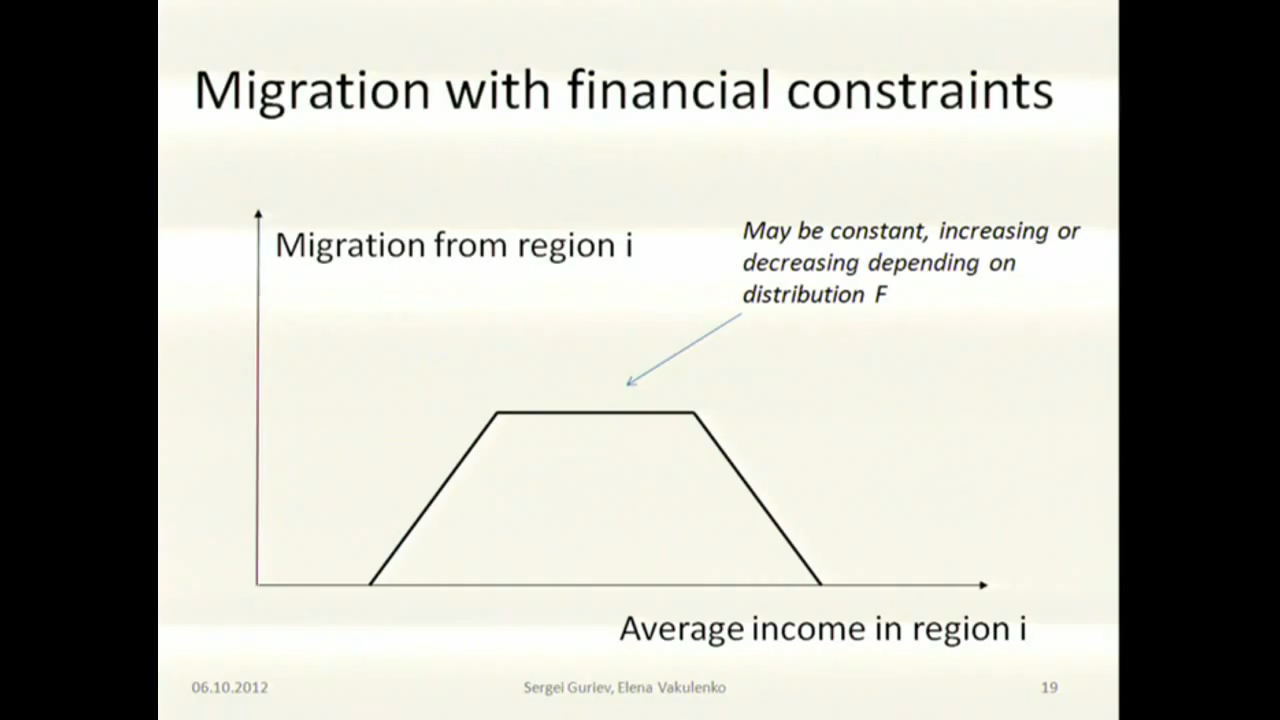 Migration with financial constraints
Migration from region i
May be constant, increasing or
decreasing depending on
distribution F
Average income in region i
06.10.2012
Sergei Guriev, Elena Vakulenko
19